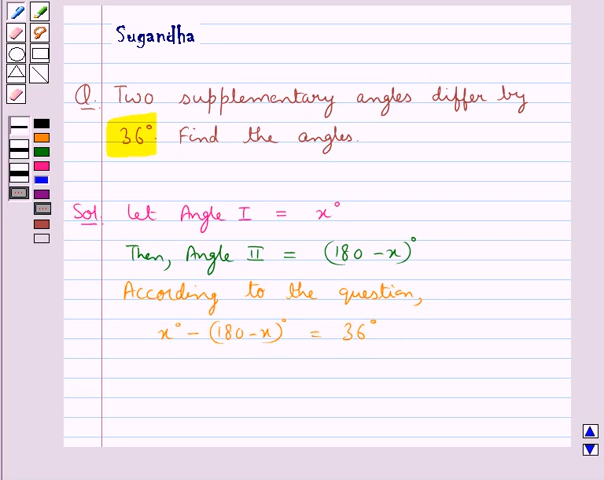 Sugandha
Q. Two supplementary angles differ by
36°. Find the angles.
Sol. Let Angle I = x°
Then, Angle II = (180-x)°
According to the question,
x° - (180-x)° = 36°